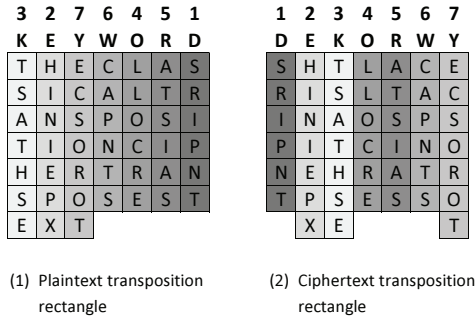 3 2 7 6 4 5 1 1 2 3 4 5 6 7
K E Y W O R D D E K O R W Y
T H E C L A S S H T L A C E
S I C A L T R R I S L T A C
A N S P O S I I N A O S P S
T I O N C I P P I T C I N O
H E R T R A N N E H R A T R
S P O S E S T T P S E S S O
E X T X E T
(1) Plaintext transposition
rectangle
(2) Ciphertext transposition
rectangle